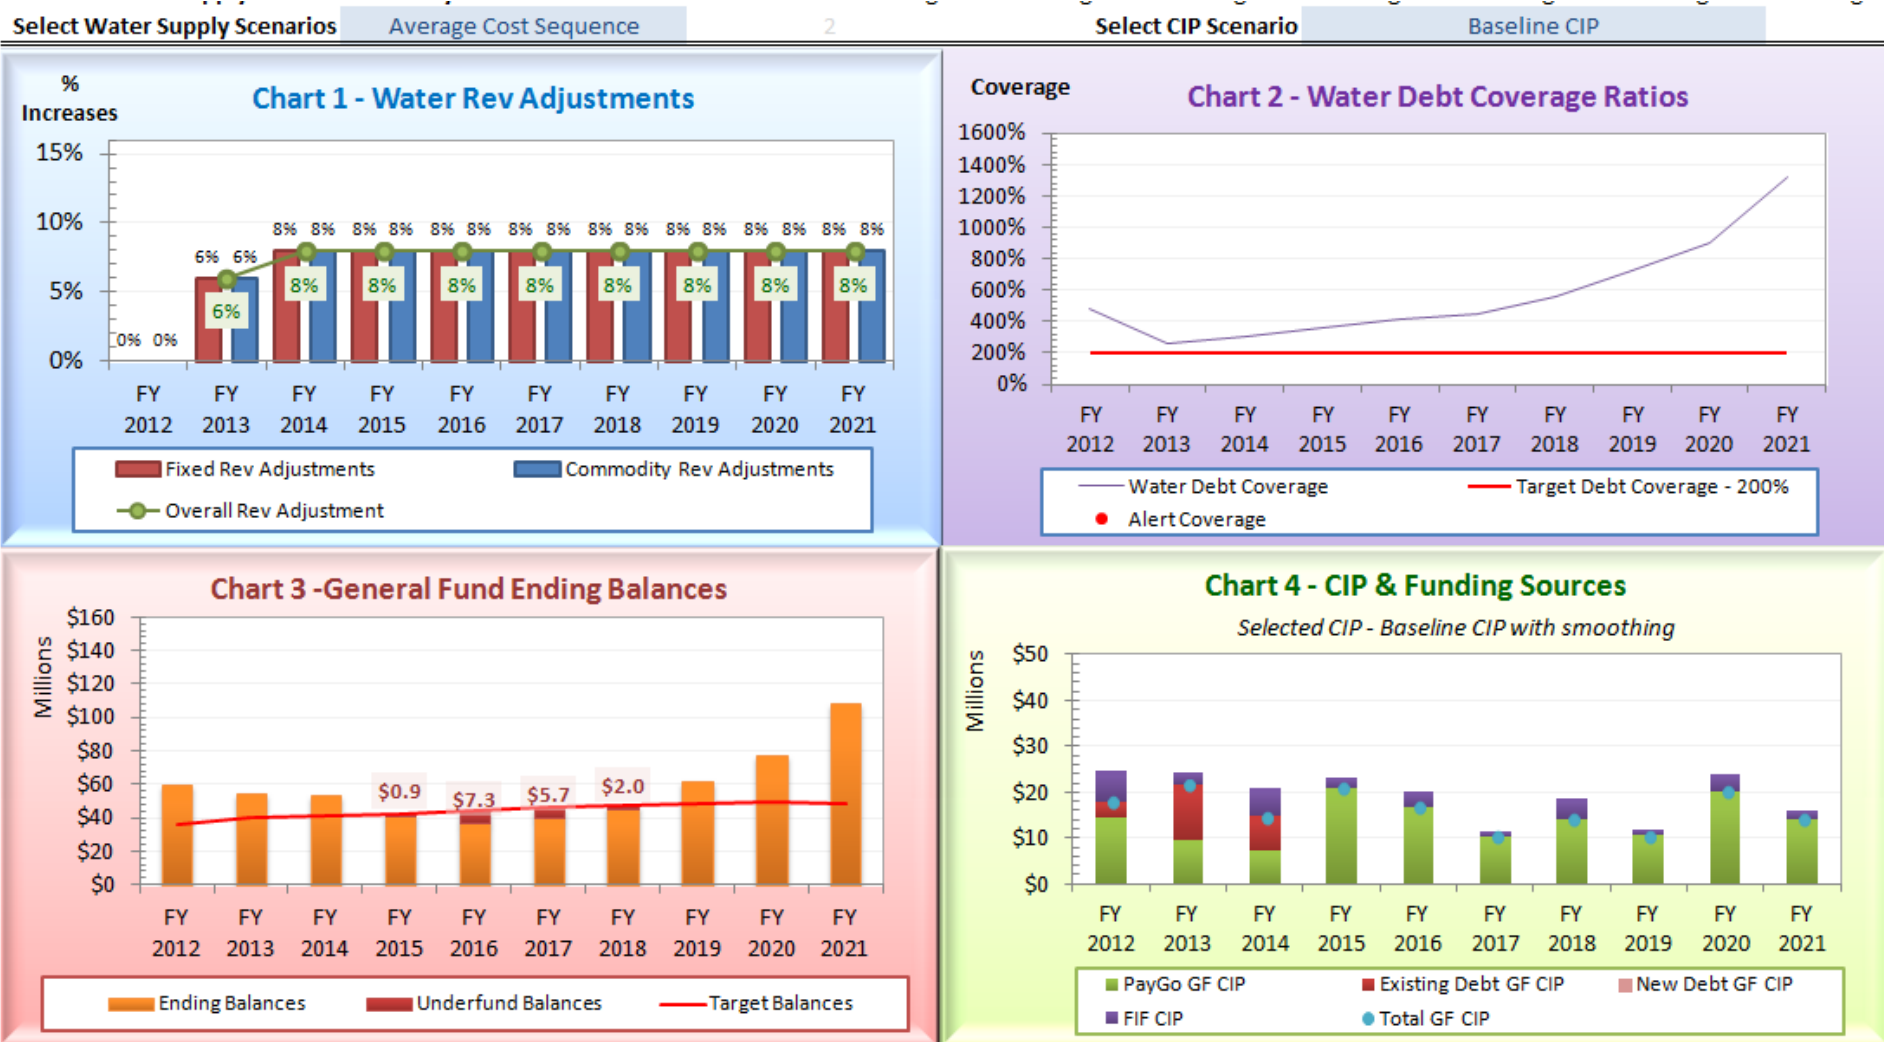 Select Water Supply Scenarios Average Cost Sequence 2 Select CIP Scenario Baseline CIP
%
Increases
Chart 1 - Water Rev Adjustments
15%
10%
5%
0%
0% 0% 6% 6% 8% 8% 8% 8% 8% 8% 8% 8% 8% 8% 8% 8% 8% 8% 8% 8%
6% 8% 8% 8% 8% 8% 8% 8% 8%
FY FY FY FY FY FY FY FY FY FY
2012 2013 2014 2015 2016 2017 2018 2019 2020 2021
Fixed Rev Adjustments Commodity Rev Adjustments
Overall Rev Adjustment
Coverage
Chart 2 - Water Debt Coverage Ratios
1600%
1400%
1200%
1000%
800%
600%
400%
200%
0%
FY FY FY FY FY FY FY FY FY FY
2012 2013 2014 2015 2016 2017 2018 2019 2020 2021
Water Debt Coverage Target Debt Coverage - 200%
Alert Coverage
Chart 3 -General Fund Ending Balances
Millions
$160
$140
$120
$100
$80
$60
$40
$20
$0
$0.9 $7.3 $5.7 $2.0
FY FY FY FY FY FY FY FY FY FY
2012 2013 2014 2015 2016 2017 2018 2019 2020 2021
Ending Balances Underfund Balances Target Balances
Chart 4 - CIP & Funding Sources
Selected CIP - Baseline CIP with smoothing
Millions
$50
$40
$30
$20
$10
$0
FY FY FY FY FY FY FY FY FY FY
2012 2013 2014 2015 2016 2017 2018 2019 2020 2021
PayGo GF CIP Existing Debt GF CIP New Debt GF CIP
FIF CIP Total GF CIP